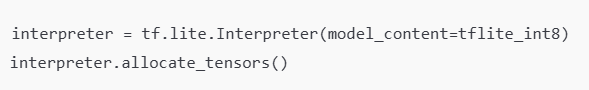 interpreter = tf.lite.Interpreter(model_content=tflite_int8)
interpreter.allocate_tensors()